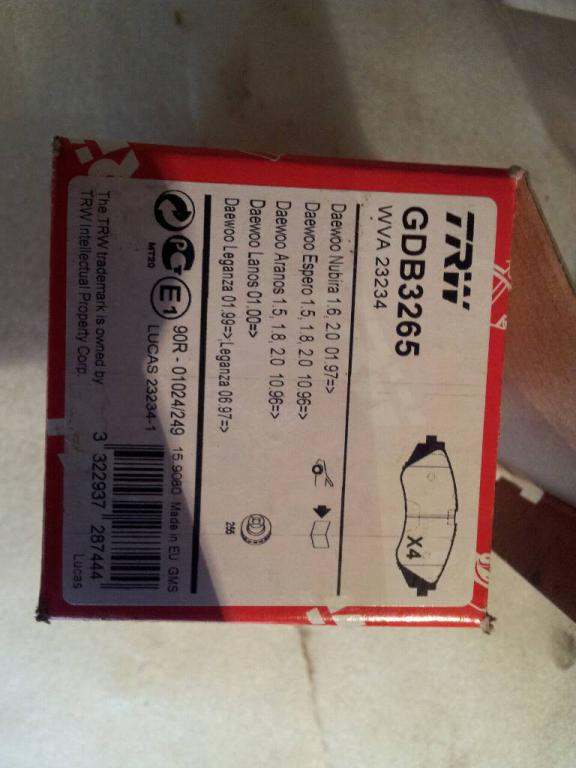 TRW
GDB3265
WVA 23234
X4
Daewoo Nubira 1.6, 2.0 01.97=>
Daewoo Espero 1.5, 1.8, 2.0 10.96=>
Daewoo Aranos 1.5, 1.8, 2.0 10.96=>
Daewoo Lanos 01.00=>
Daewoo Leganza 01.99=>|Leganza 06.97=>
256
E1
90R - 01024/249 15.9080 Made in EU GMS
MT20
LUCAS 23234-1
The TRW trademark is owned by
TRW Intellectual Property Corp.
3 322937 287444
Lucas